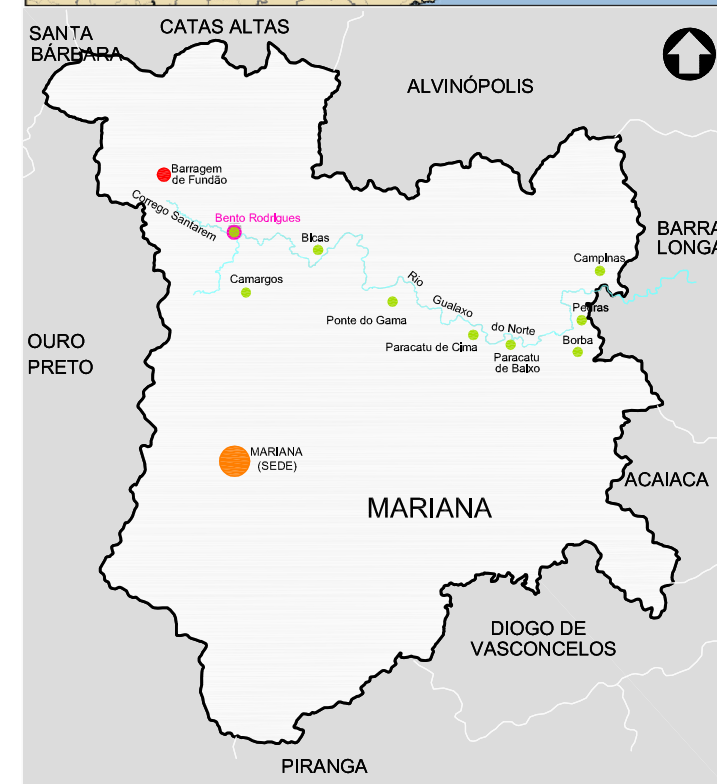 CATAS ALTAS
SANTA
BÁRBARA
ALVINÓPOLIS
Barragem
de Fundão
Corrego Santarem
Bento Rodrigues
BARRA
LONGA
Bicas
Campinas
Camargos
Rio
Gualaxo
do Norte
Ponte do Gama
Pedras
OURO
PRETO
Paracatu de Cima
Borba
Paracatu
de Baixo
MARIANA
(SEDE)
ACAIACA
MARIANA
DIOGO DE
VASCONCELOS
PIRANGA